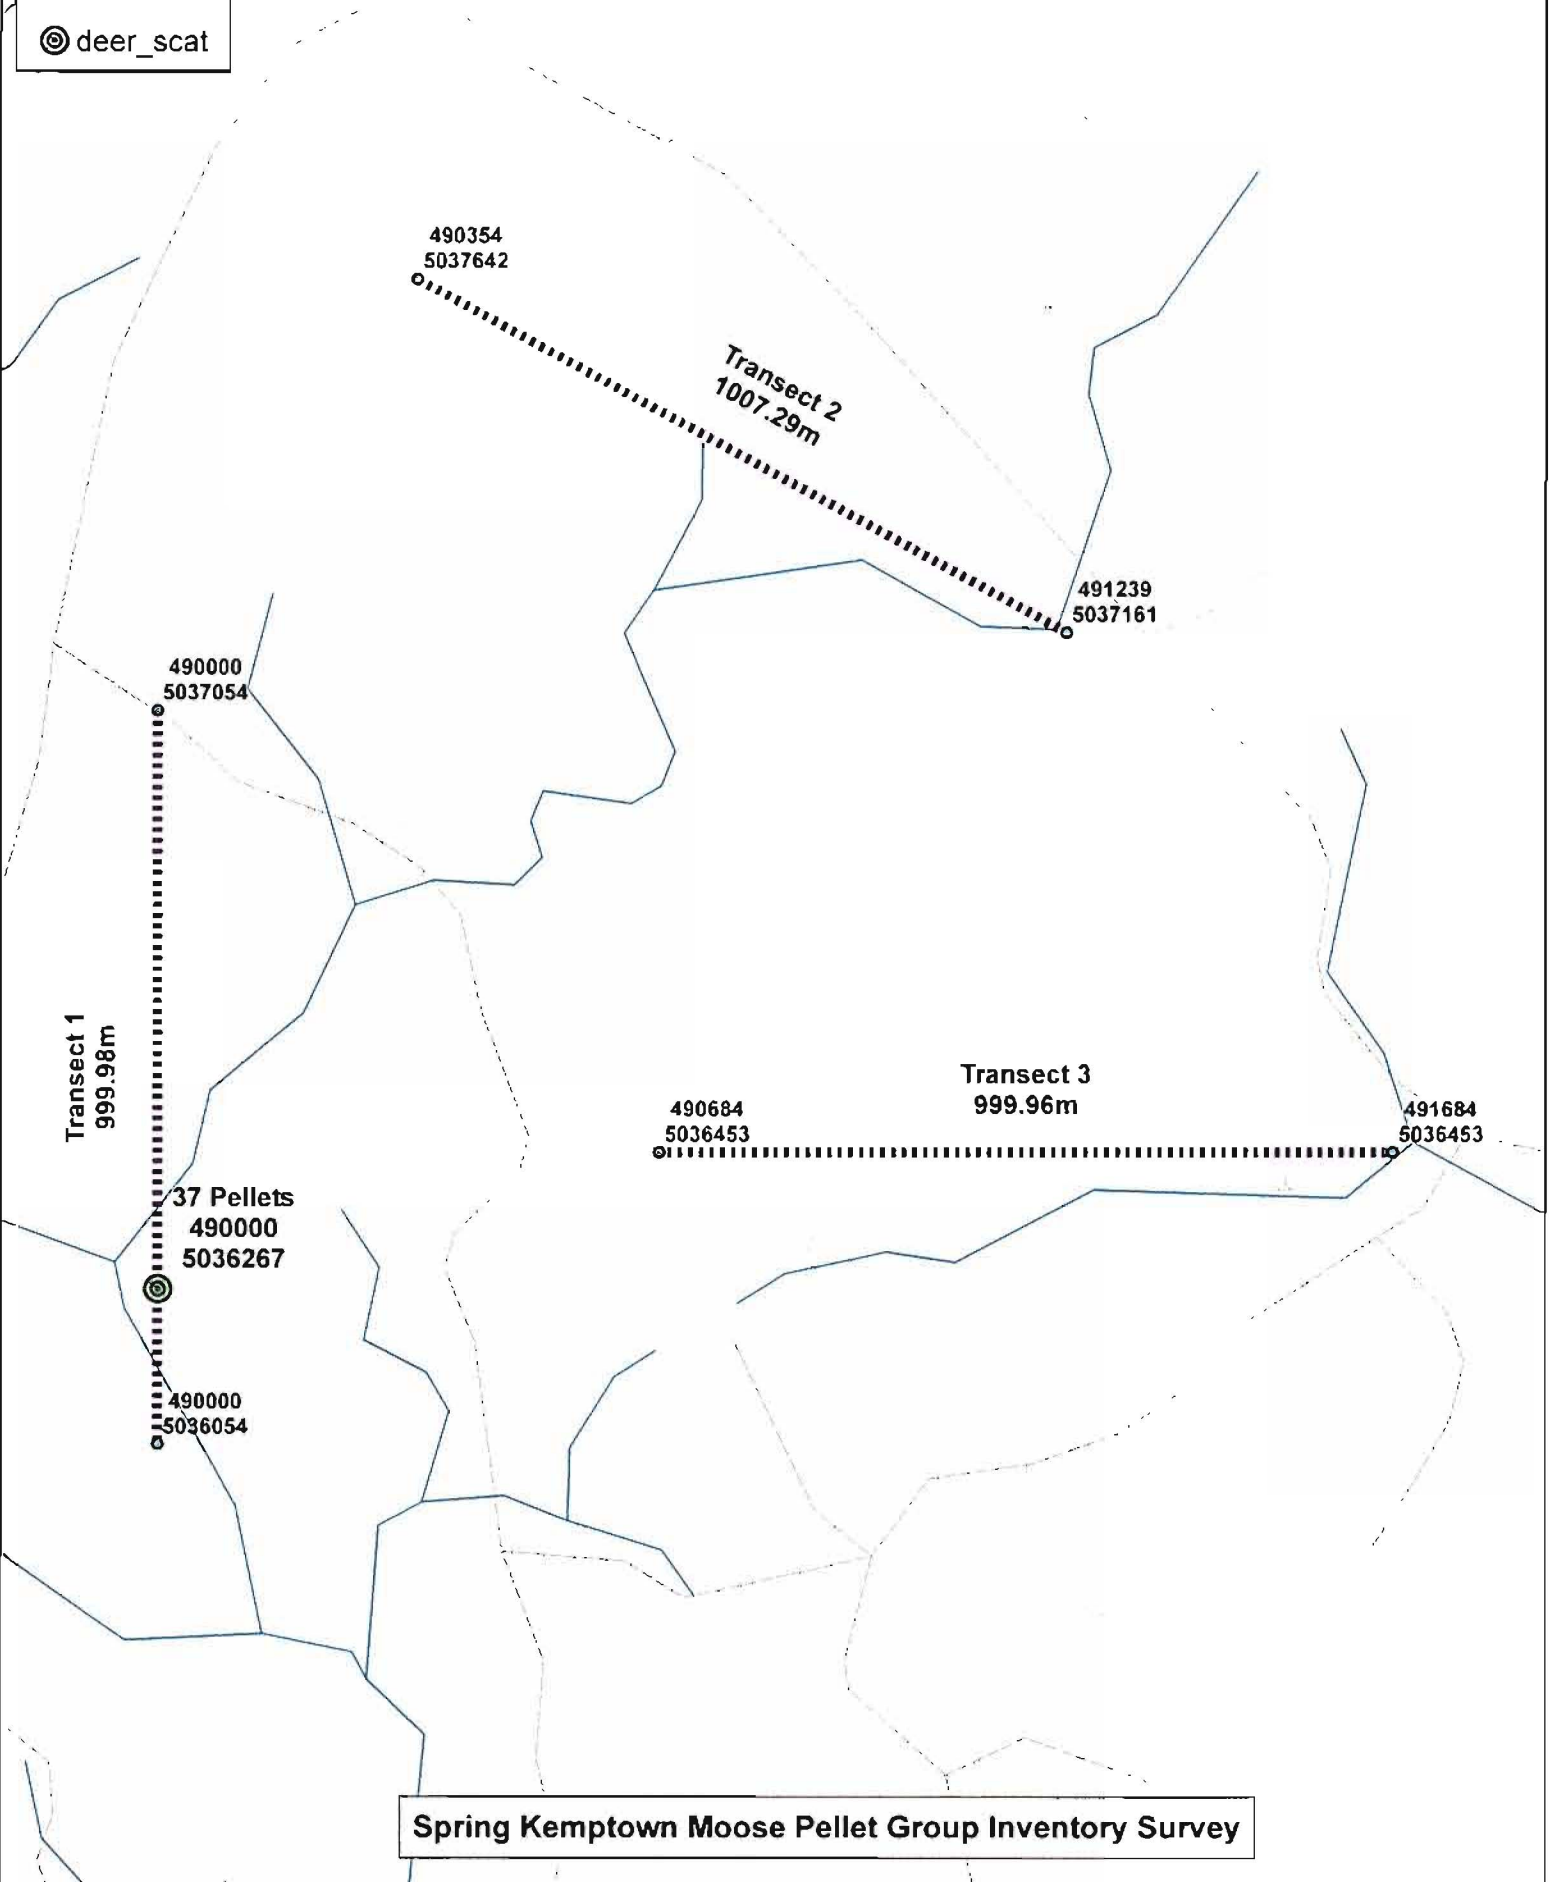 deer_scat
490354
5037642
Transect 2
1007.29m
491239
5037161
490000
5037054
Transect 1
999.98m
Transect 3
999.96m
490684
5036453
491684
5036453
37 Pellets
490000
5036267
490000
5036054
Spring Kemptown Moose Pellet Group Inventory Survey